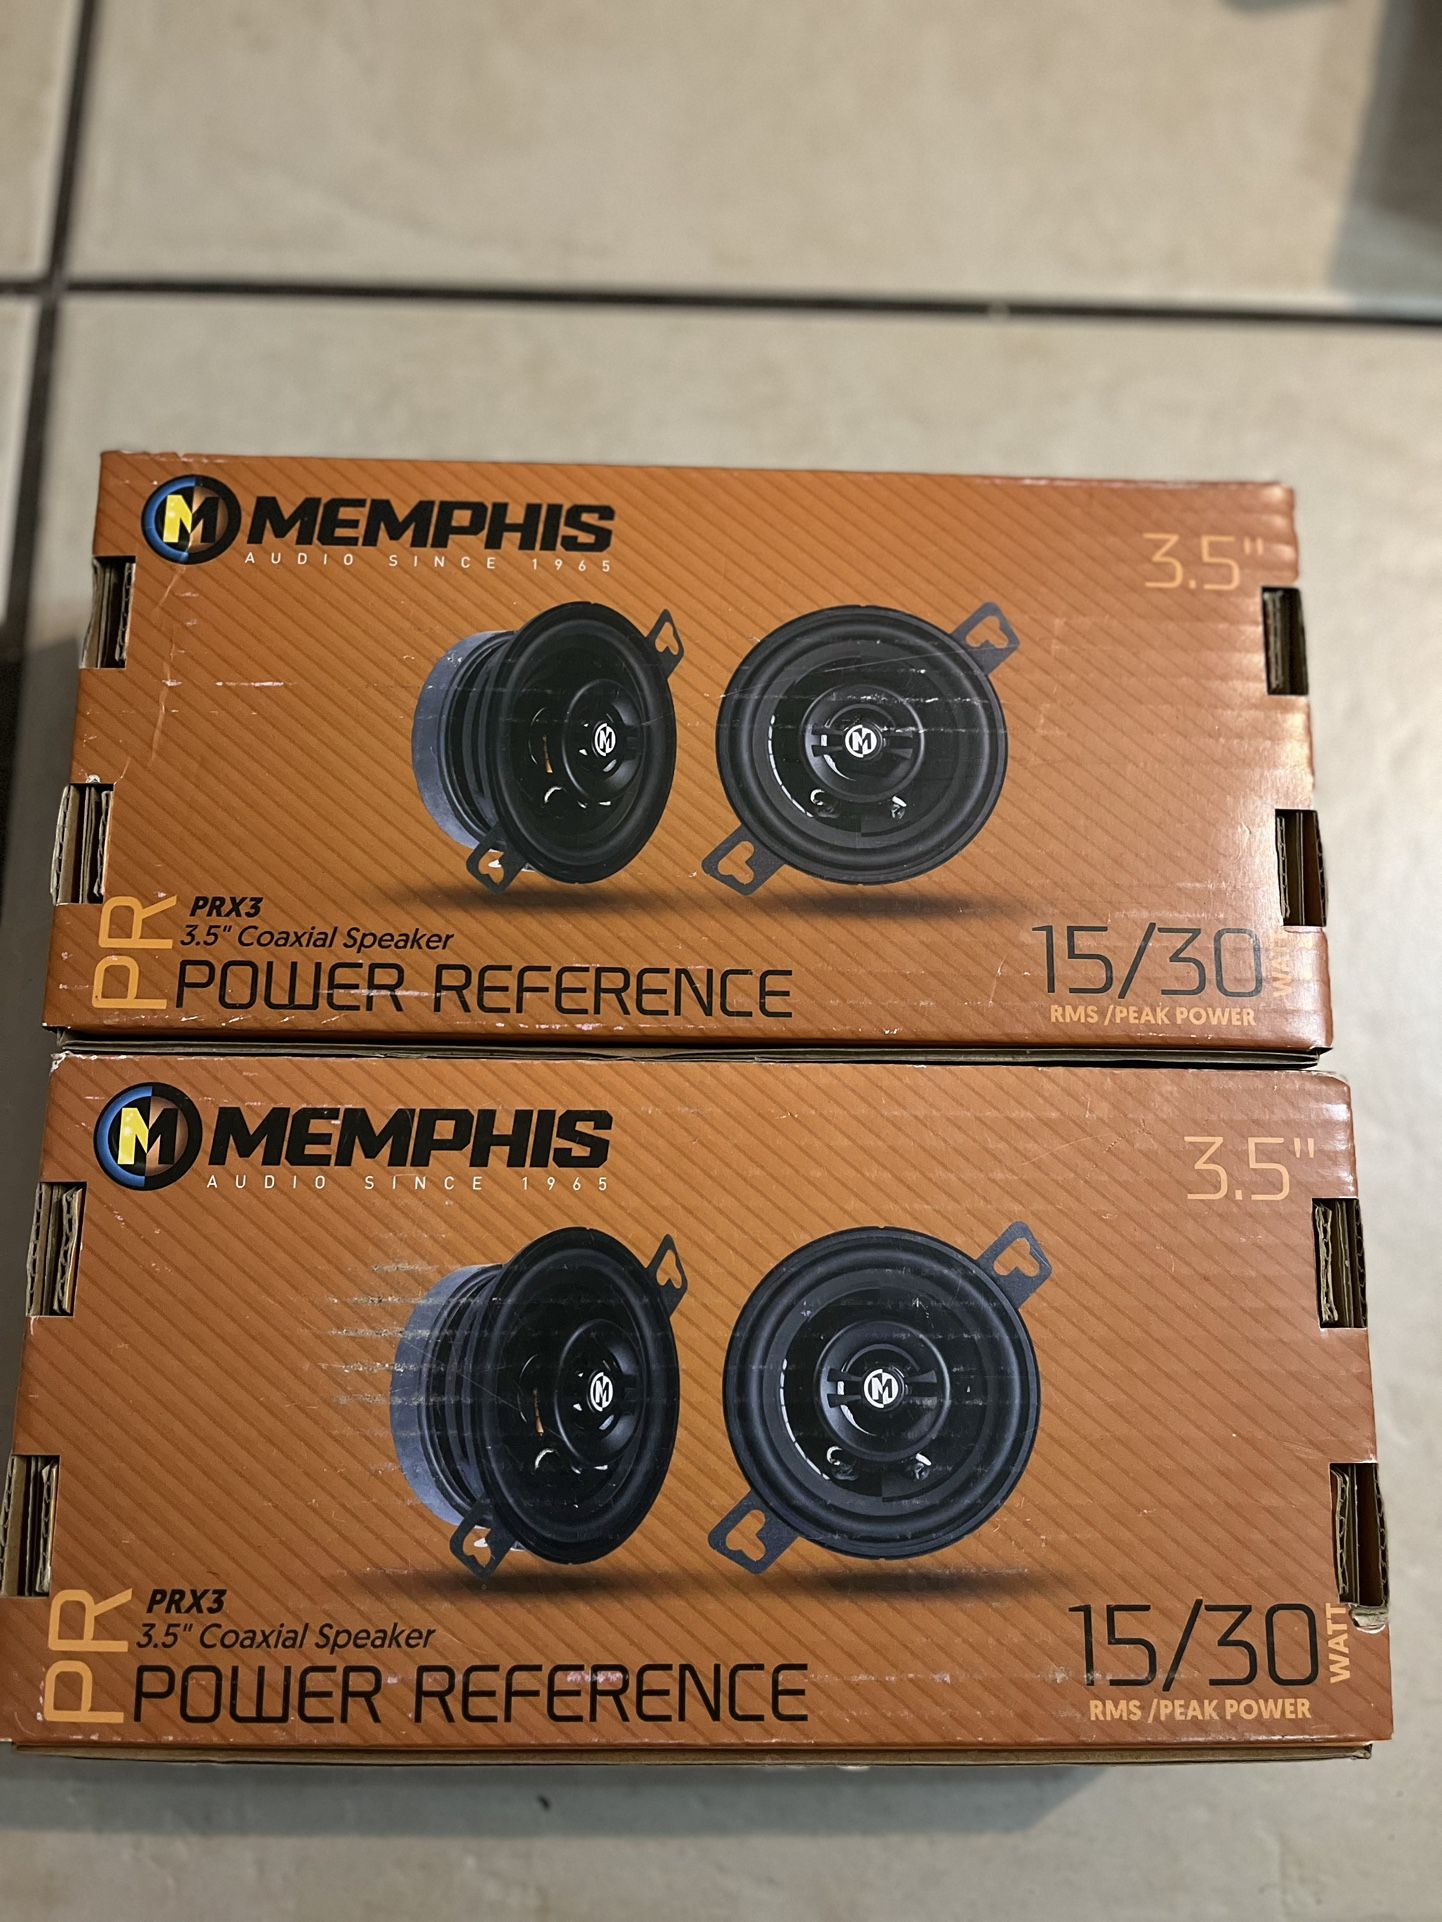 M MEMPHIS
AUDIO SINCE 1965
3.5"
M
M
PR
PRX3
3.5" Coaxial Speaker
POWER REFERENCE
15/30
WATT
RMS /PEAK POWER
M MEMPHIS
AUDIO SINCE 1965
3.5"
M
M
PR
PRX3
3.5" Coaxial Speaker
POWER REFERENCE
15/30
WATT
RMS /PEAK POWER